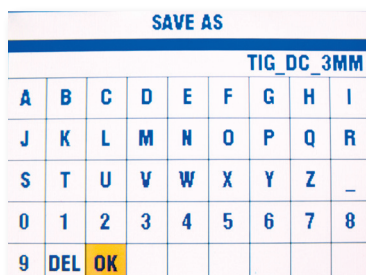 SAVE AS
TIG_DC_3MM
A B C D E F G H I
J K L M N O P Q R
S T U V W X Y Z _
0 1 2 3 4 5 6 7 8
9 DEL OK